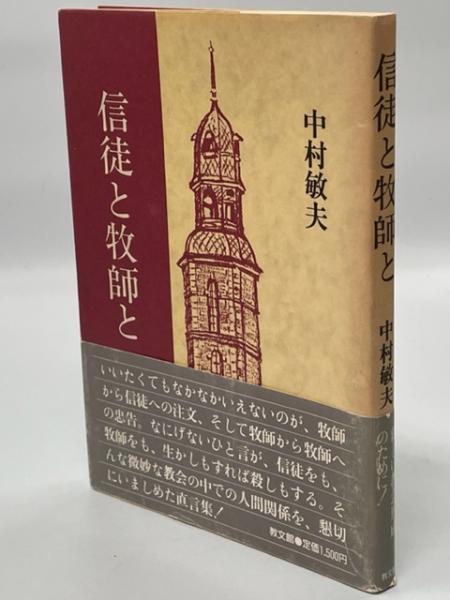 信徒と牧師と
中村敏夫
いいたくてもなかなかいえないのが、牧師
から信徒への注文、そして牧師から牧師へ
の忠告。なにげないひと言が、信徒をも、
牧師をも、生かしもすれば殺しもする。そ
んな微妙な教会の中での人間関係を、懇切
にいましめた直言集!
教文館●定価1,500円
信徒と牧師と
中村敏夫
のために!